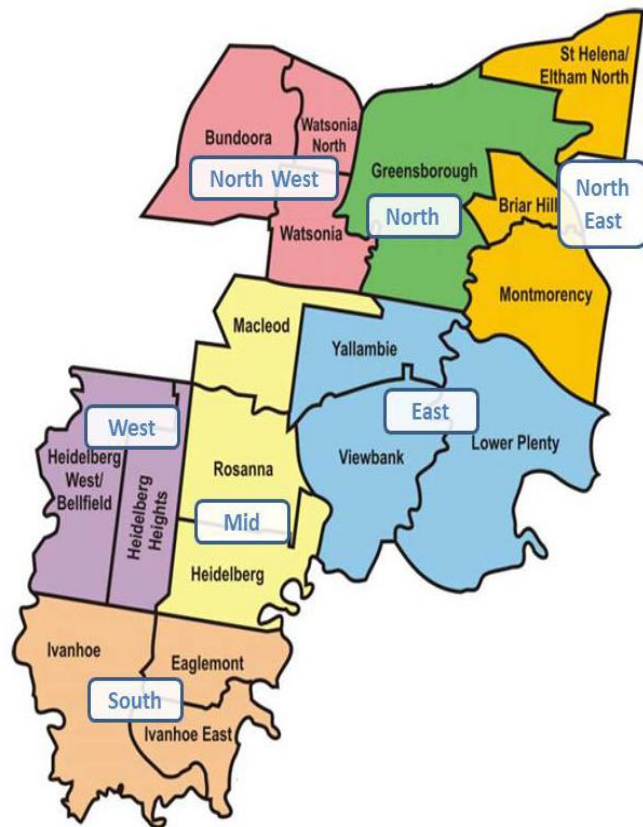 St Helena/
Eltham North
Bundoora
Watsonia
North
North West
Greensborough
North
East
Briar Hill
North
Watsonia
Montmorency
Macleod
Yallambie
West
East
Heidelberg
West/
Bellfield
Heidelberg
Heights
Rosanna
Viewbank
Lower Plenty
Mid
Heidelberg
Ivanhoe
Eaglemont
South
Ivanhoe East